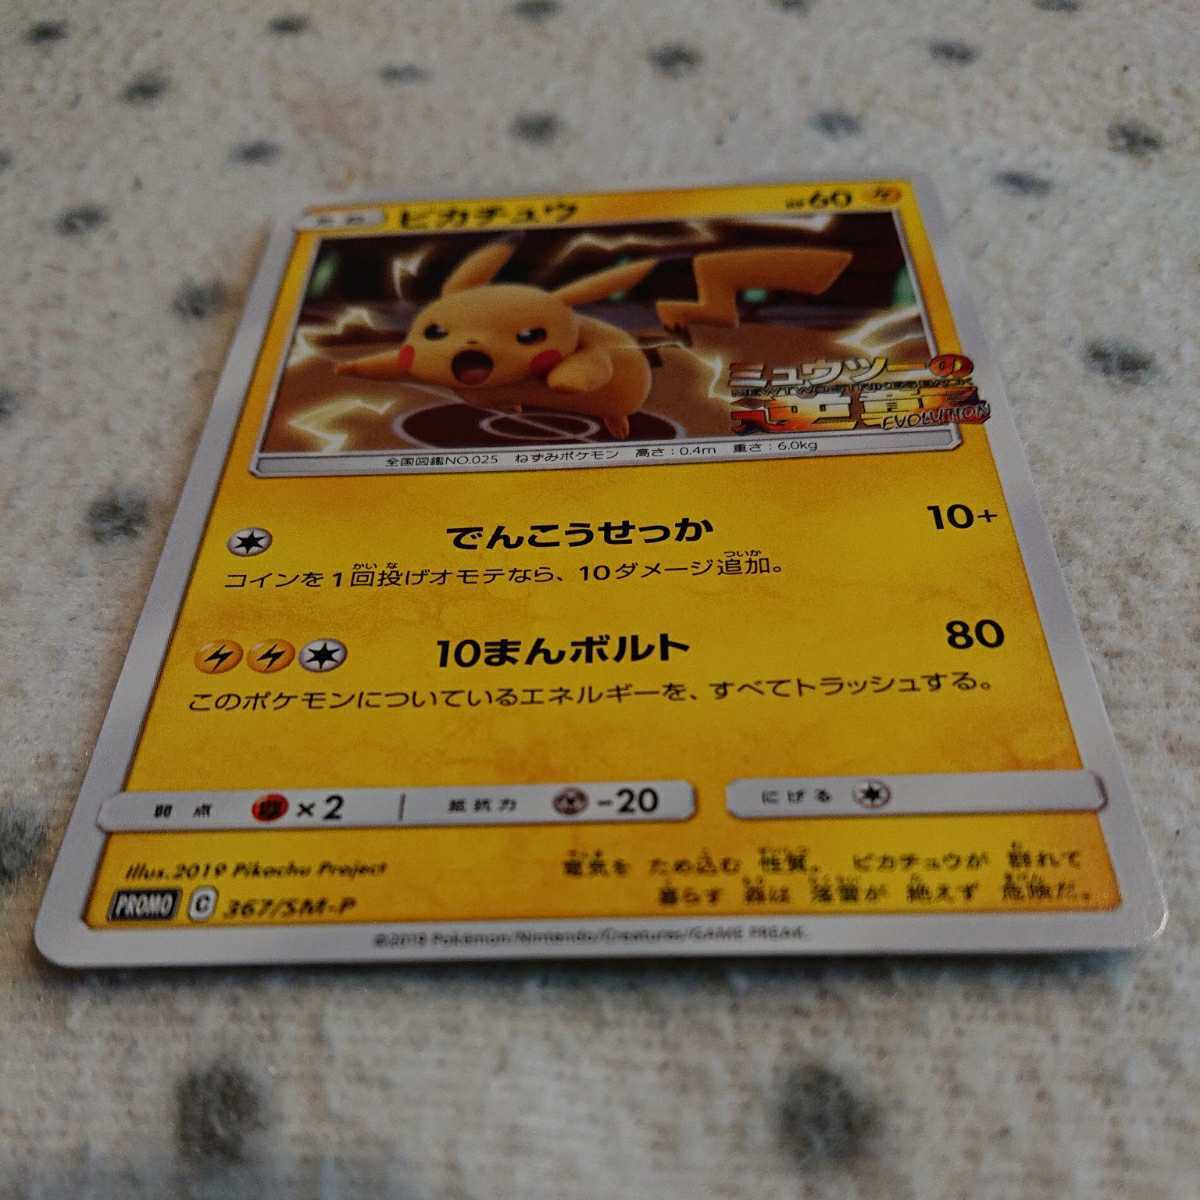 ピカチュウ
HP60
ミュウツーの
MEWTWO STRIKES BACK
逆襲
EVOLUTION
全国図鑑NO.025 ねずみポケモン 高さ:0.4m 重さ:6.0kg
でんこうせっか 10+
コインを1回投げオモテなら、10ダメージ追加。
10まんボルト 80
このポケモンについているエネルギーを、すべてトラッシュする。
弱点 ×2 抵抗力 -20 にげる
Illus.2019 Pikachu Project
電気を ため込む 性質。 ピカチュウが 群れて
暮らす 森は 落雷が 絶えず 危険だ。
PROMO C 367/SM-P
©2019 Pokémon/Nintendo/Creatures/GAME FREAK.